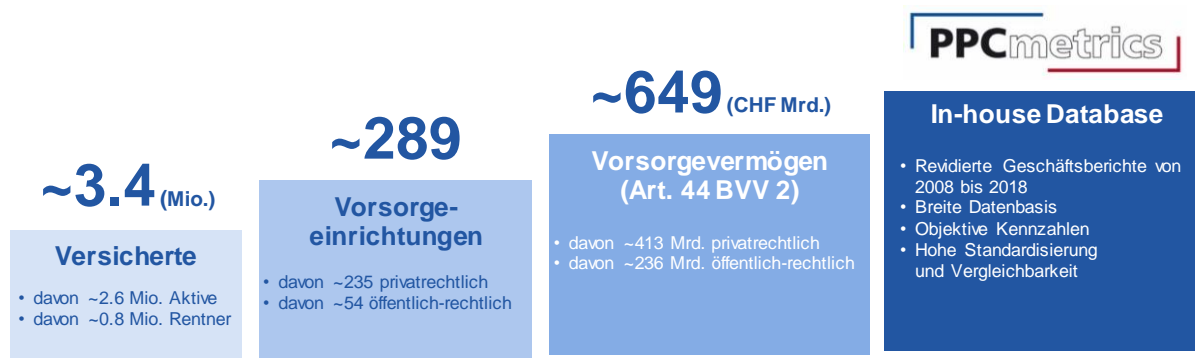 ~3.4 (Mio.)
Versicherte
• davon ~2.6 Mio. Aktive
• davon ~0.8 Mio. Rentner
~289
Vorsorge-
einrichtungen
• davon ~235 privatrechtlich
• davon ~54 öffentlich-rechtlich
~649 (CHF Mrd.)
Vorsorgevermögen
(Art. 44 BVV 2)
• davon ~413 Mrd. privatrechtlich
• davon ~236 Mrd. öffentlich-rechtlich
PPCmetrics
In-house Database
• Revidierte Geschäftsberichte von
2008 bis 2018
• Breite Datenbasis
• Objektive Kennzahlen
• Hohe Standardisierung
und Vergleichbarkeit